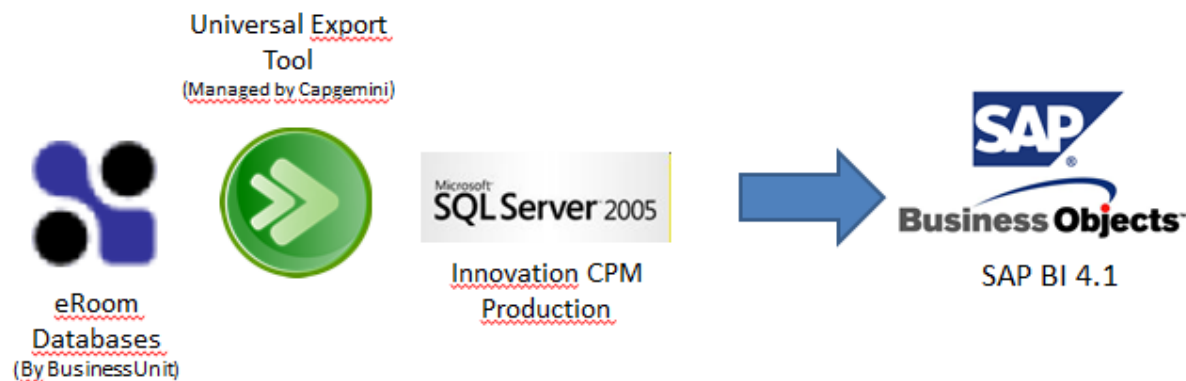 Universal Export
Tool
(Managed by Capgemini)
eRoom
Databases
(By BusinessUnit)
Microsoft®
SQL Server 2005
Innovation CPM
Production
SAP®
Business Objects™
SAP BI 4.1